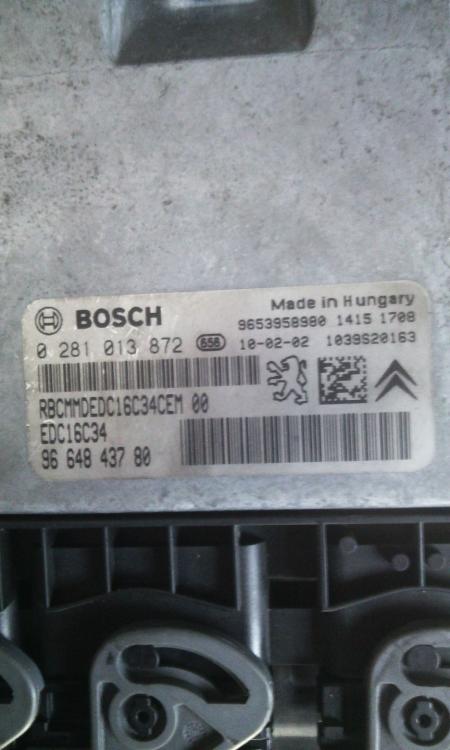 BOSCH
Made in Hungary
9653958980 1415 1708
0 281 013 872 656 10-02-02 1039S20163
RBCMMDEDC16C34CEM 00
EDC16C34
96 648 437 80